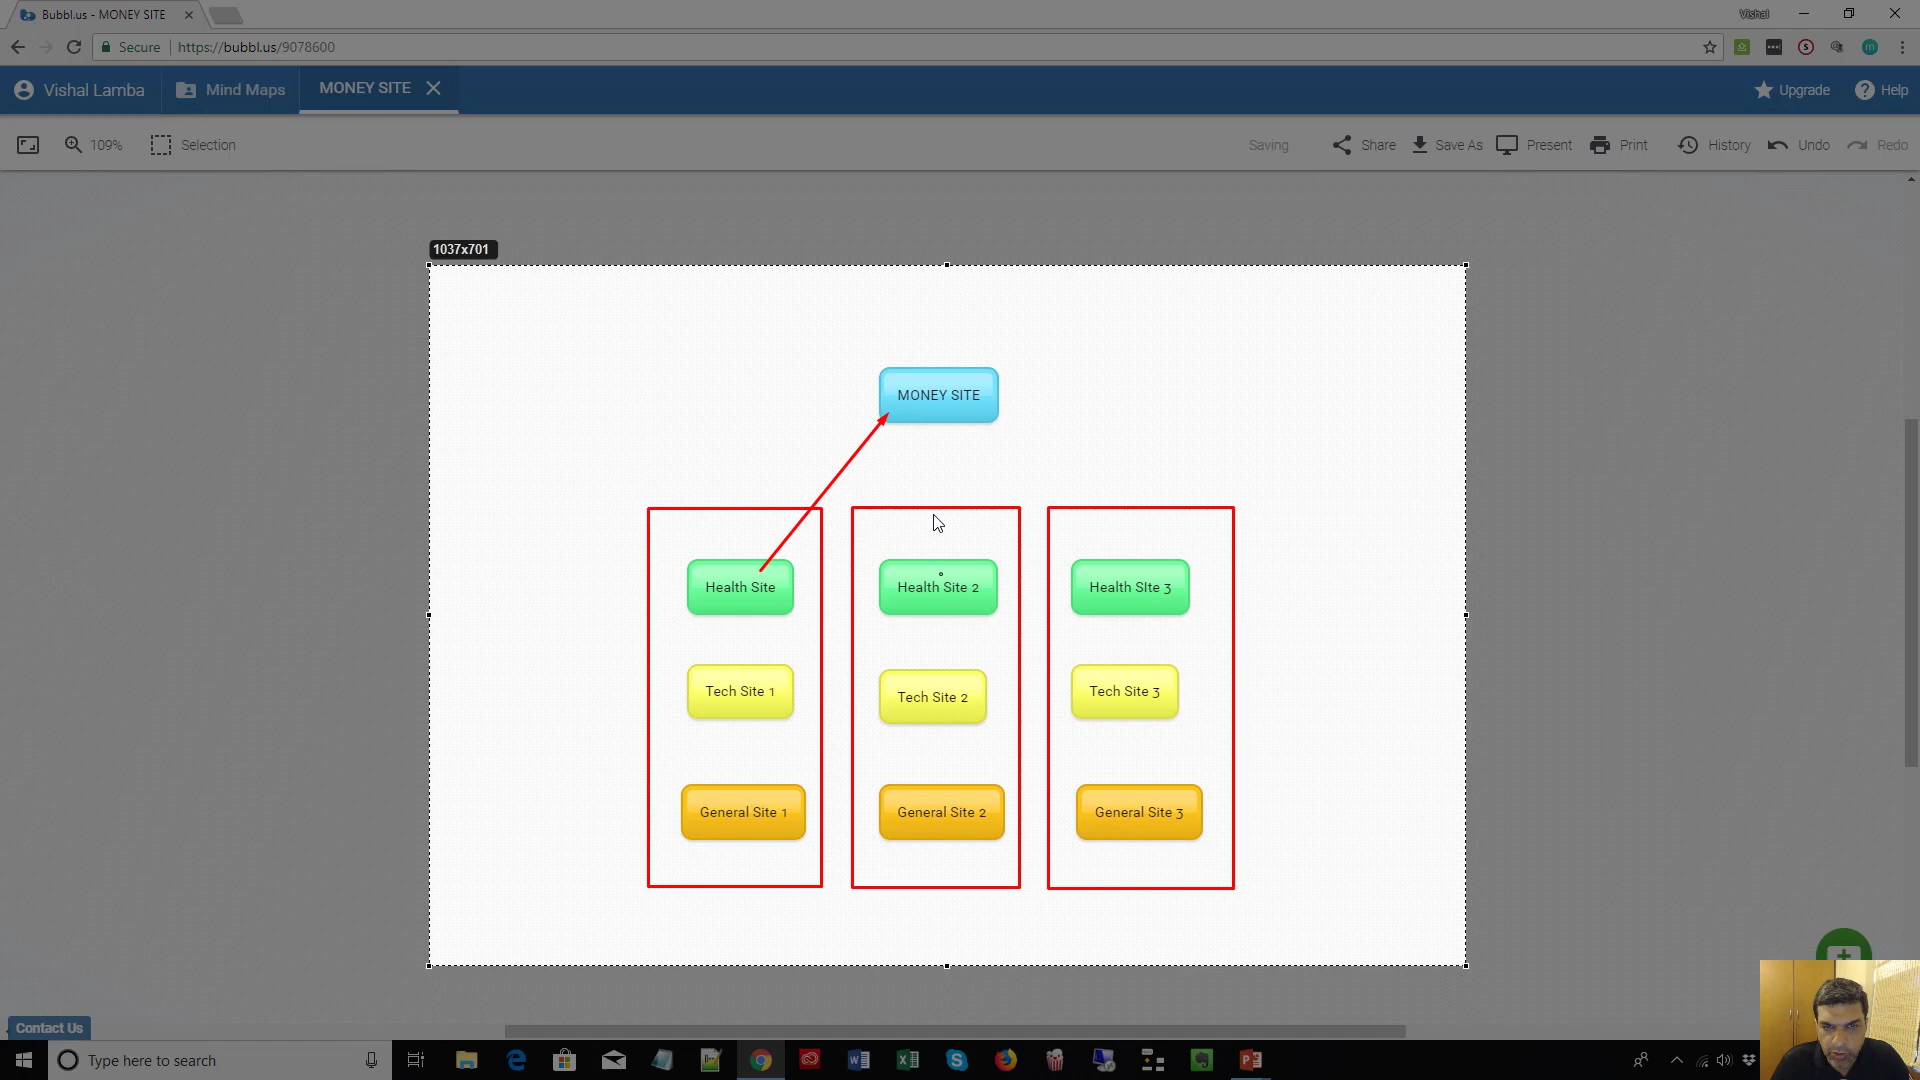 Bubbl.us - MONEY SITE
Vishal
Secure https://bubbl.us/9078600
Vishal Lamba Mind Maps MONEY SITE Upgrade Help
109% Selection Saving Share Save As Present Print History Undo Redo
1037x701
MONEY SITE
Health Site Health Site 2 Health SIte 3
Tech Site 1 Tech Site 2 Tech Site 3
General Site 1 General Site 2 General Site 3
Contact Us
Type here to search